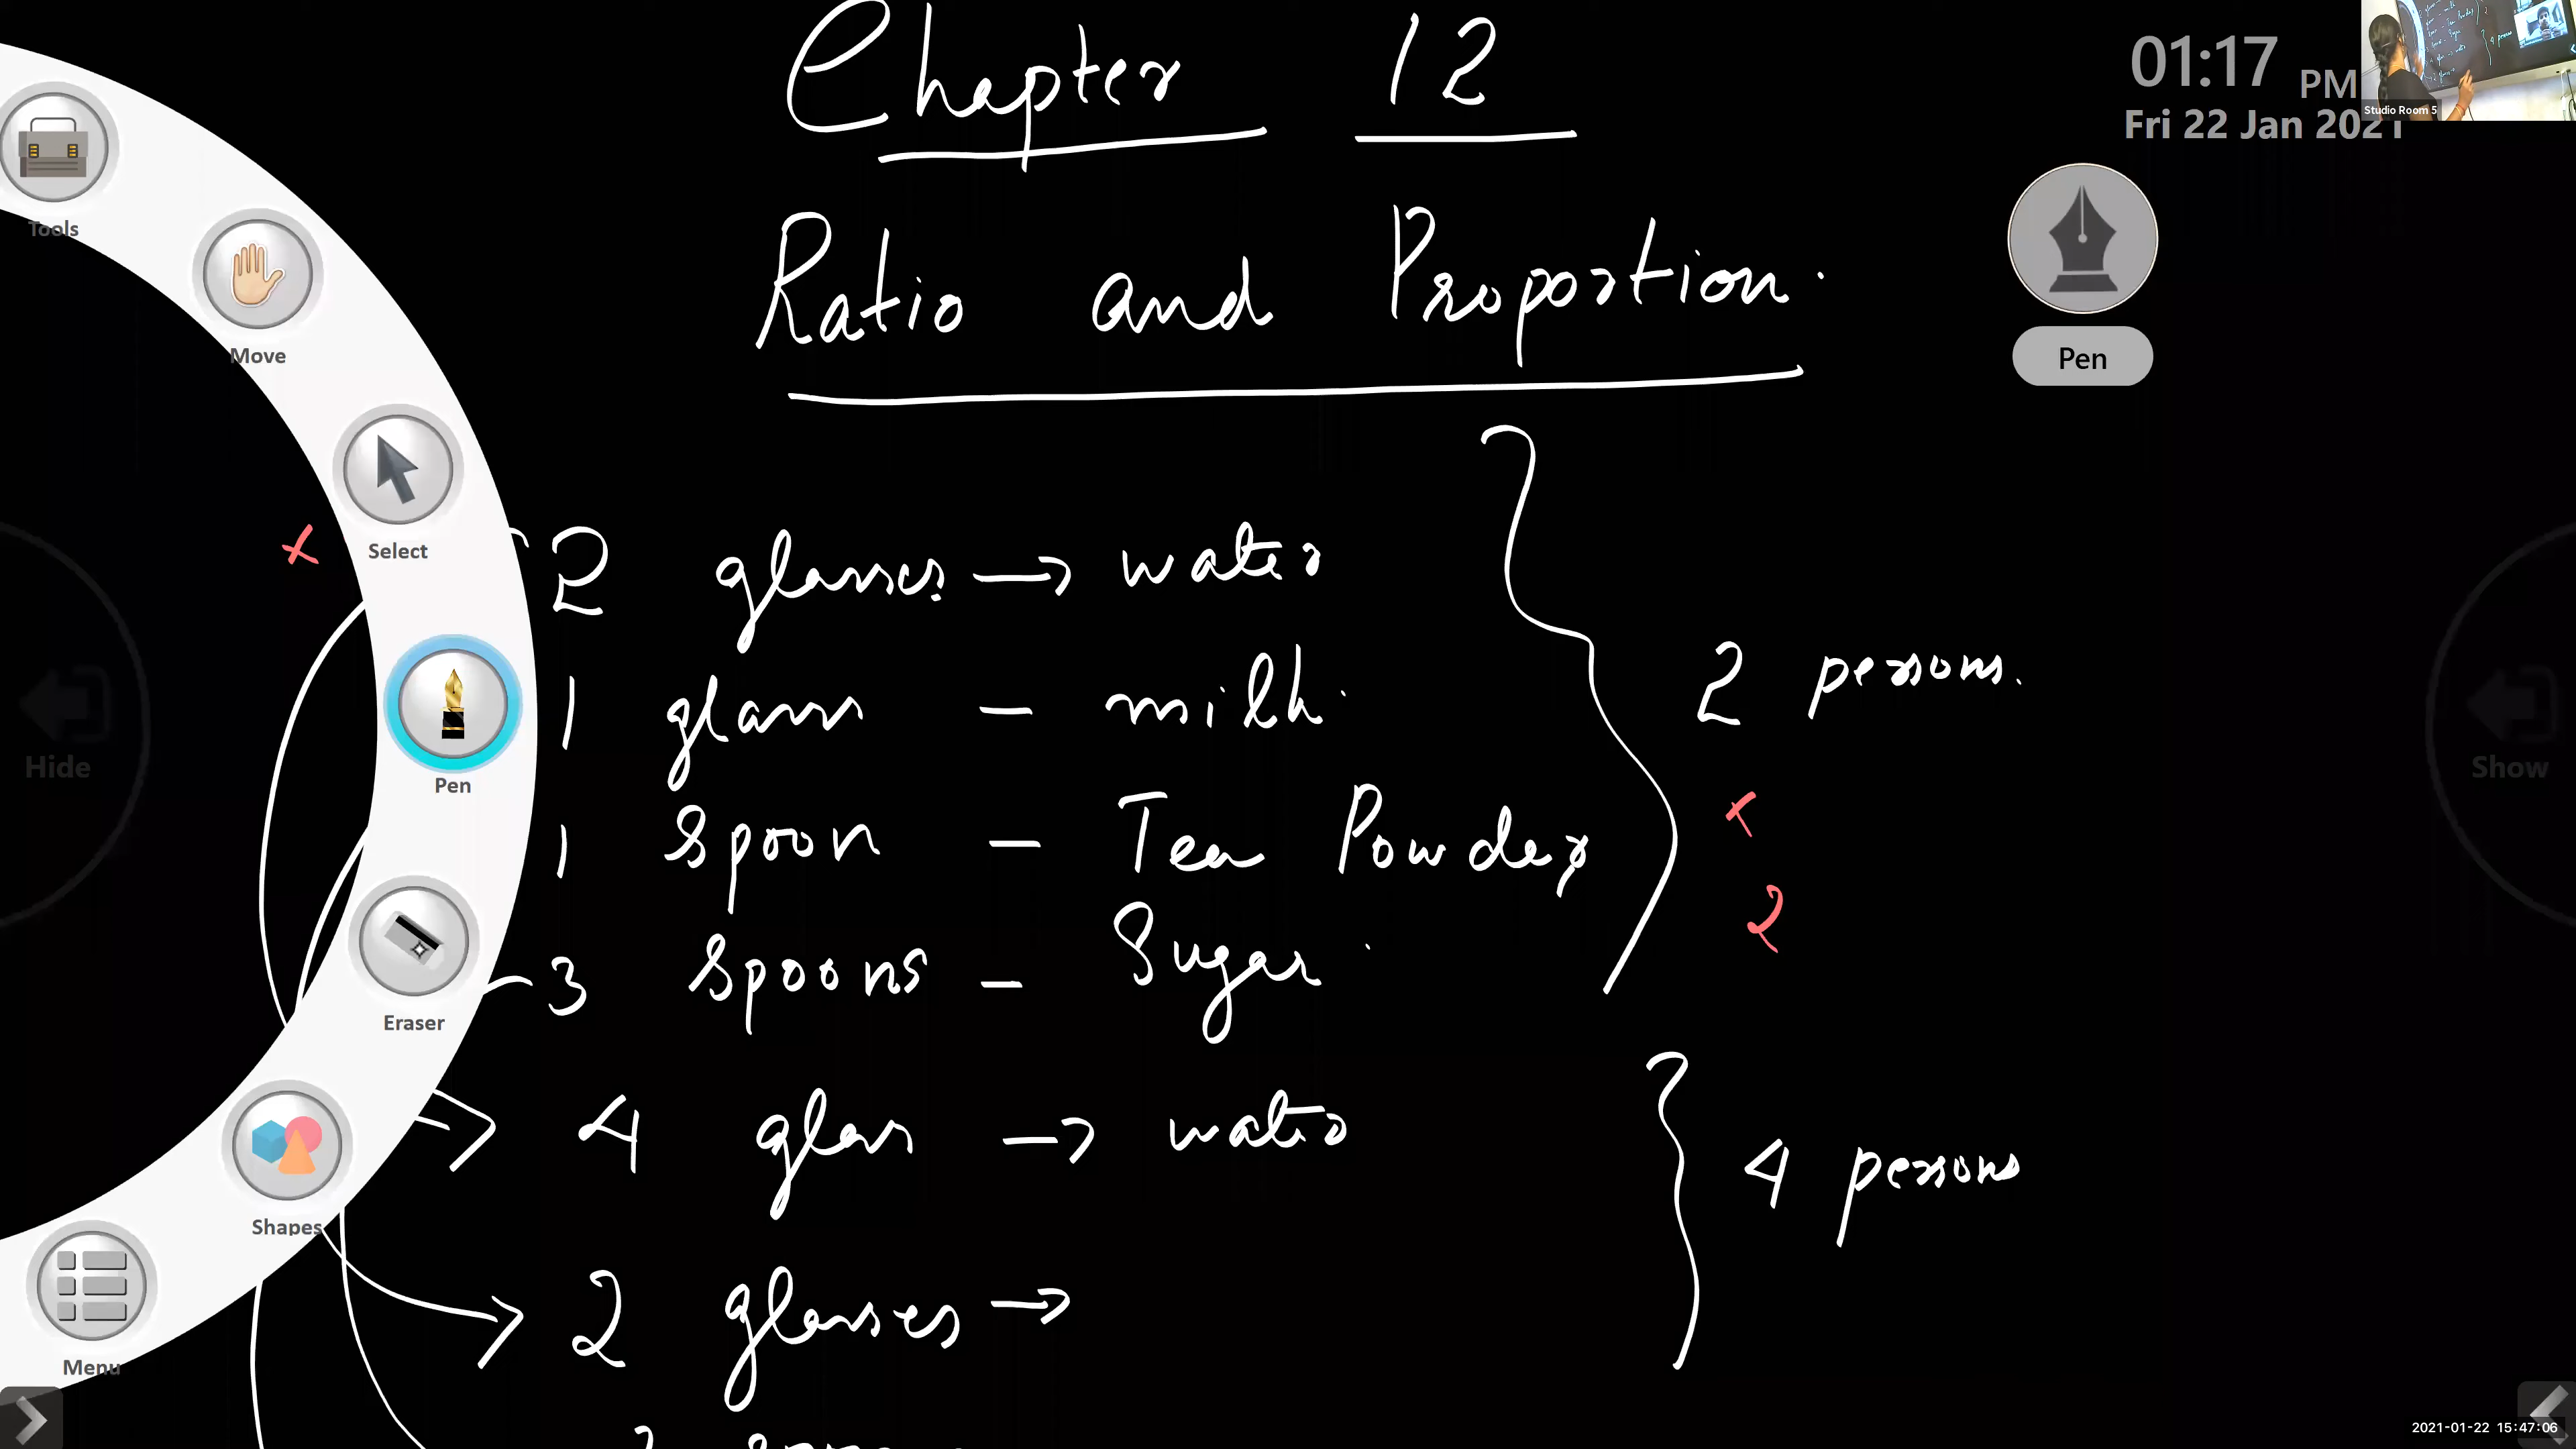 Chapter 12
Ratio and Proportion.
01:17 PM
Fri 22 Jan 2021
Studio Room 5
Pen
Tools
Move
Select
Pen
Eraser
Shapes
Menu
Hide
Show
2 glasses → water
1 glass - milk.
1 Spoon - Tea Powder
3 Spoons - Sugar
2 persons.
2
4 glas → water
2 glasses →
4 persons
2021-01-22 15:47:06